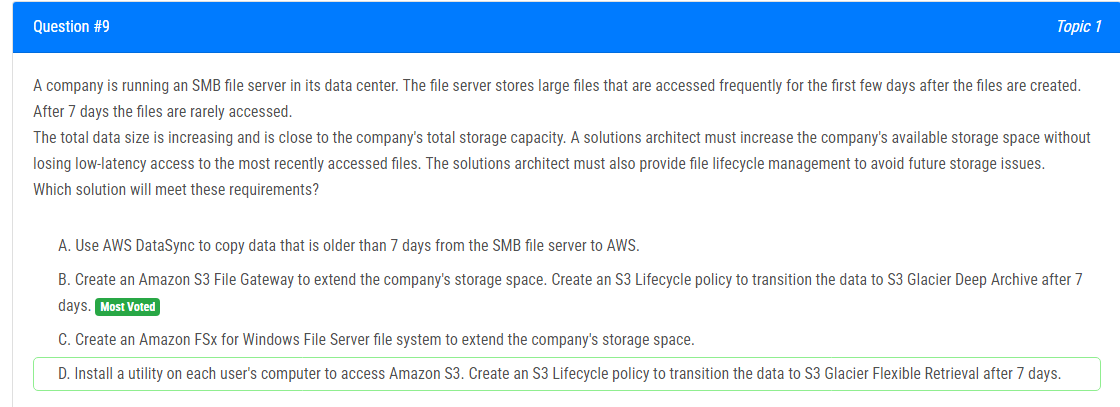 Question #9
Topic 1
A company is running an SMB file server in its data center. The file server stores large files that are accessed frequently for the first few days after the files are created.
After 7 days the files are rarely accessed.
The total data size is increasing and is close to the company's total storage capacity. A solutions architect must increase the company's available storage space without
losing low-latency access to the most recently accessed files. The solutions architect must also provide file lifecycle management to avoid future storage issues.
Which solution will meet these requirements?
A. Use AWS DataSync to copy data that is older than 7 days from the SMB file server to AWS.
B. Create an Amazon S3 File Gateway to extend the company's storage space. Create an S3 Lifecycle policy to transition the data to S3 Glacier Deep Archive after 7
days. Most Voted
C. Create an Amazon FSx for Windows File Server file system to extend the company's storage space.
D. Install a utility on each user's computer to access Amazon S3. Create an S3 Lifecycle policy to transition the data to S3 Glacier Flexible Retrieval after 7 days.